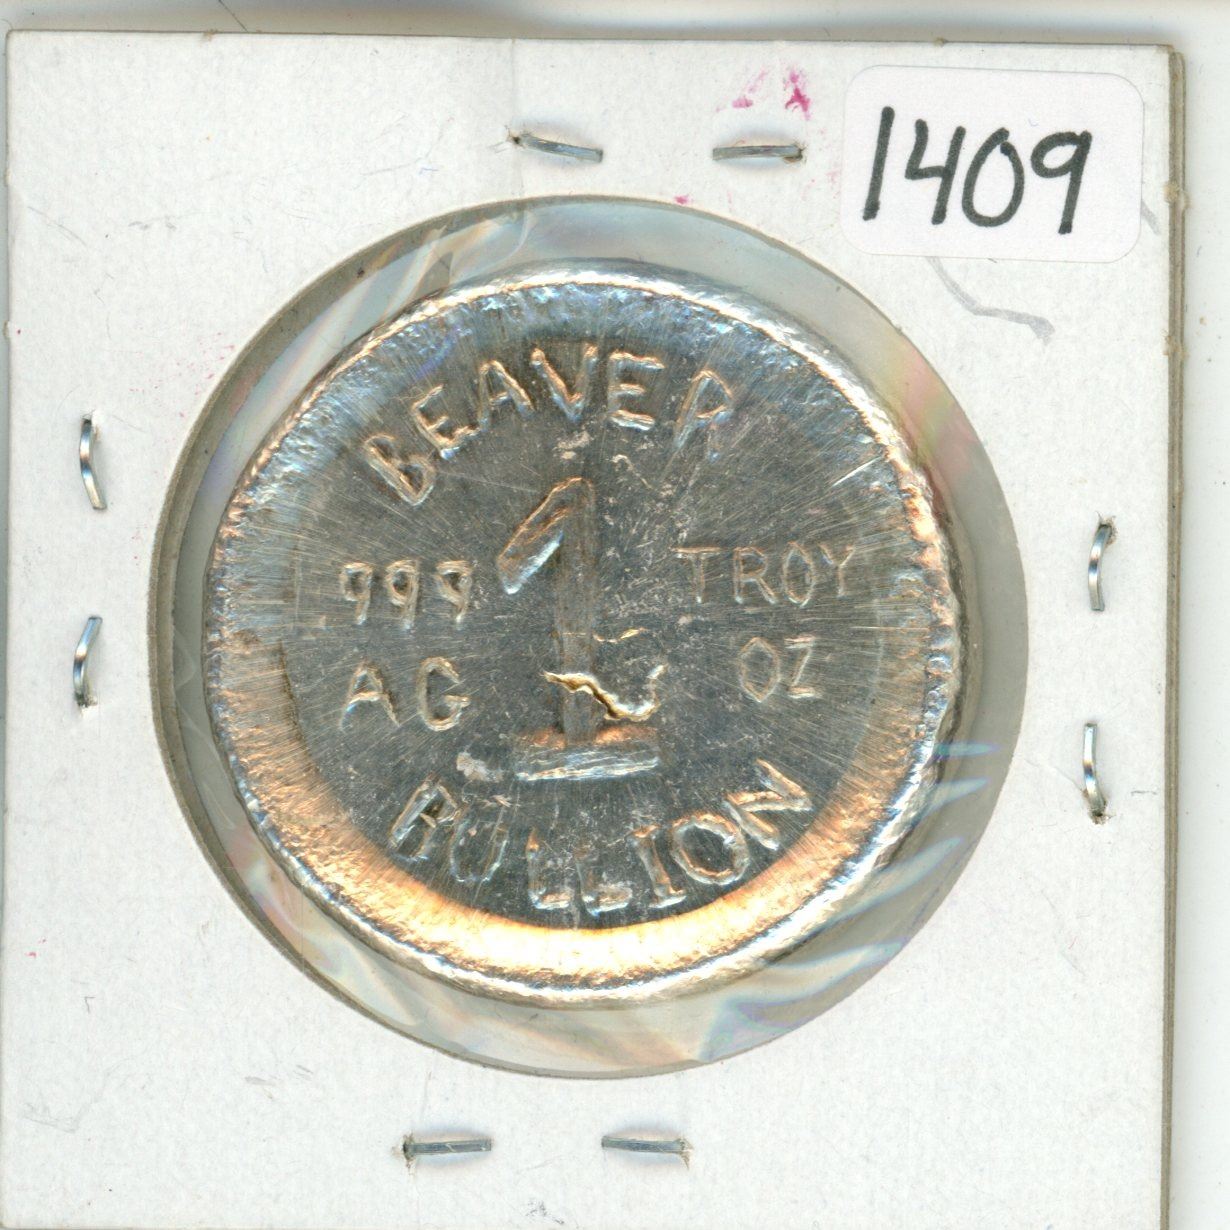 1409
BEAVER
.999 1 TROY
AG OZ
BULLION